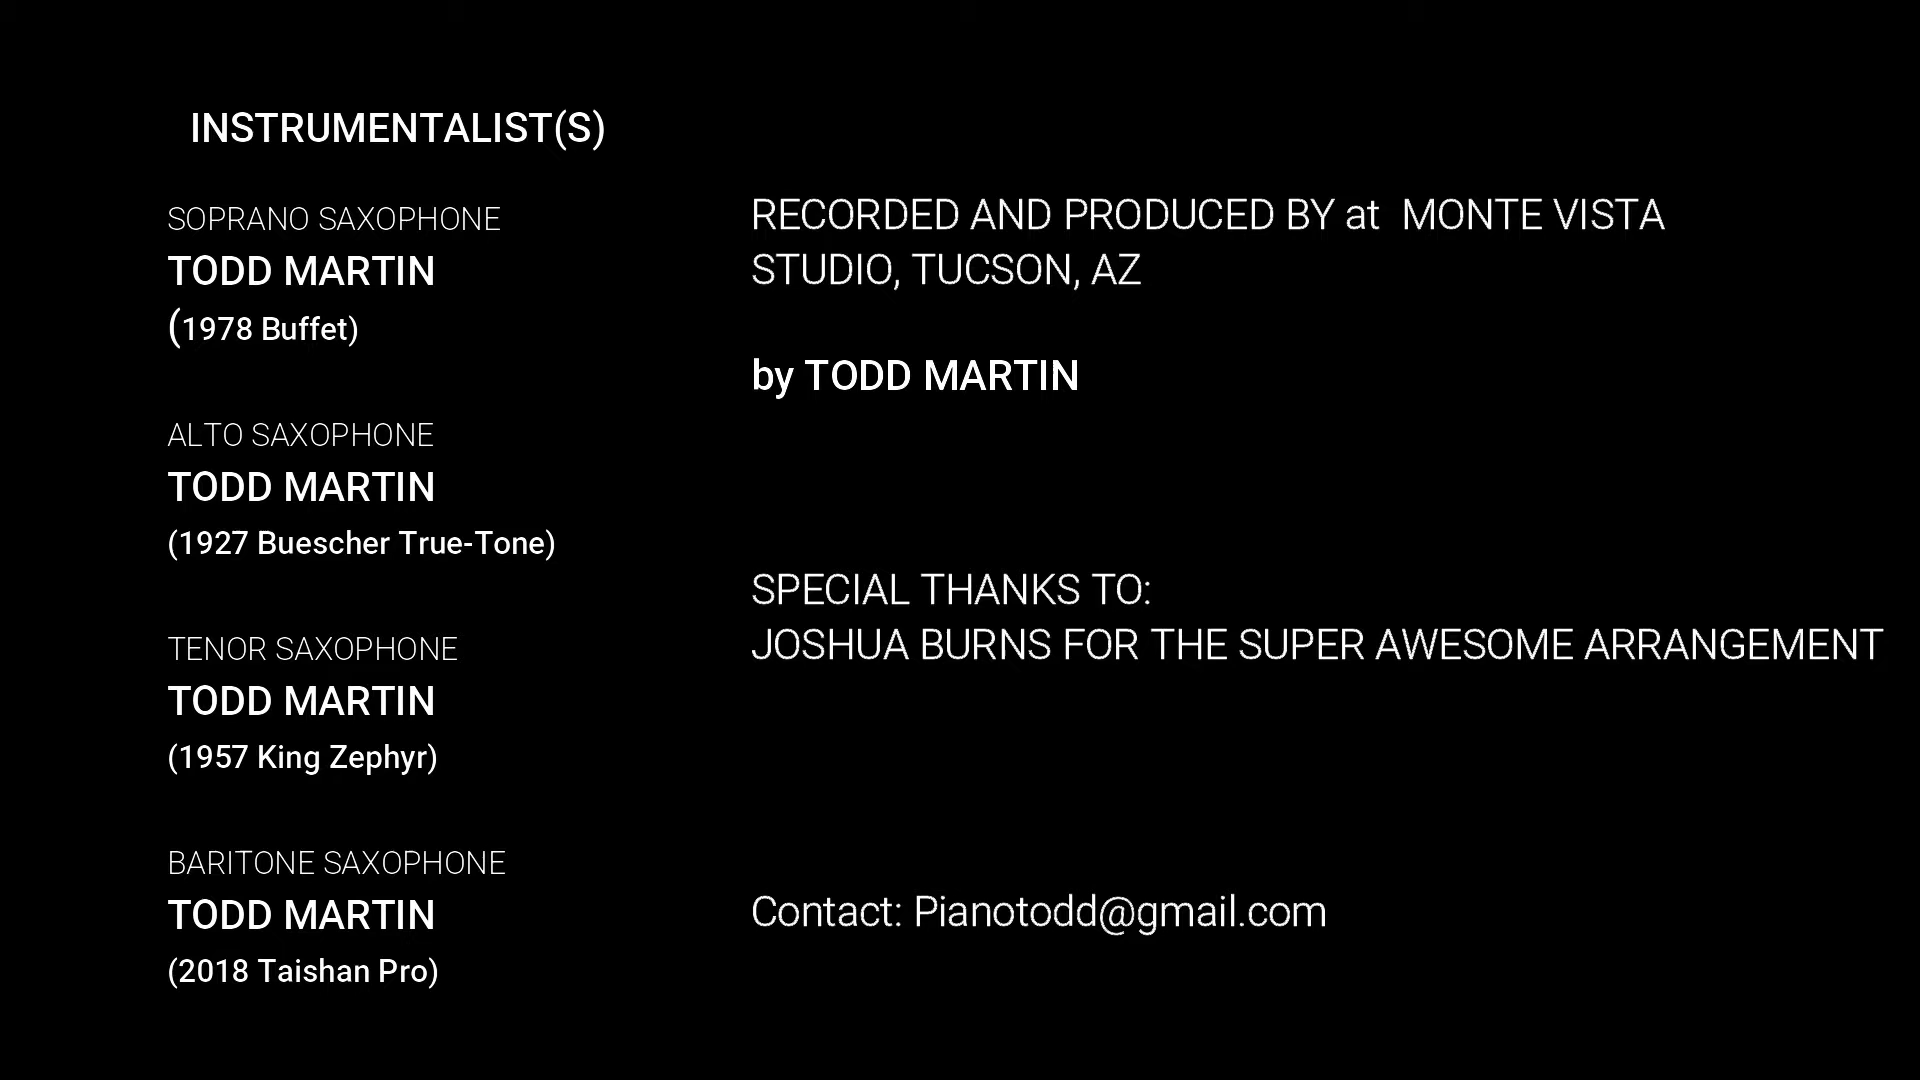 INSTRUMENTALIST(S)
SOPRANO SAXOPHONE
TODD MARTIN
(1978 Buffet)
ALTO SAXOPHONE
TODD MARTIN
(1927 Buescher True-Tone)
TENOR SAXOPHONE
TODD MARTIN
(1957 King Zephyr)
BARITONE SAXOPHONE
TODD MARTIN
(2018 Taishan Pro)
RECORDED AND PRODUCED BY at  MONTE VISTA
STUDIO, TUCSON, AZ
by TODD MARTIN
SPECIAL THANKS TO:
JOSHUA BURNS FOR THE SUPER AWESOME ARRANGEMENT
Contact: Pianotodd@gmail.com